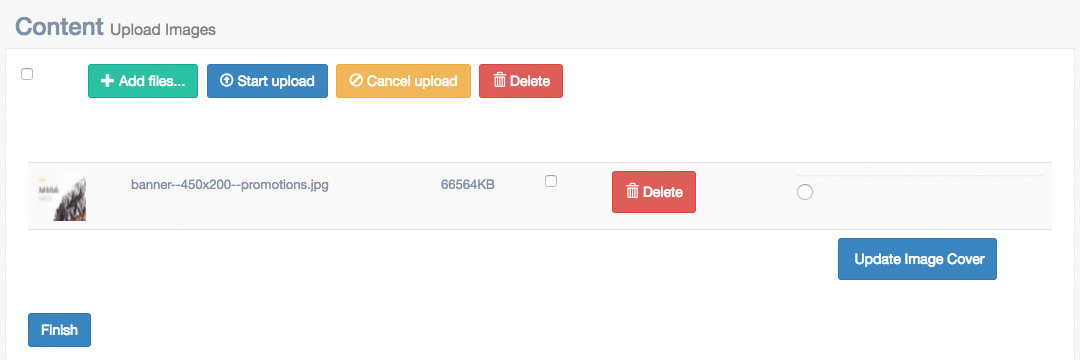 Content Upload Images
Add files... Start upload Cancel upload Delete
banner--450x200--promotions.jpg 66564KB Delete
Update Image Cover
Finish